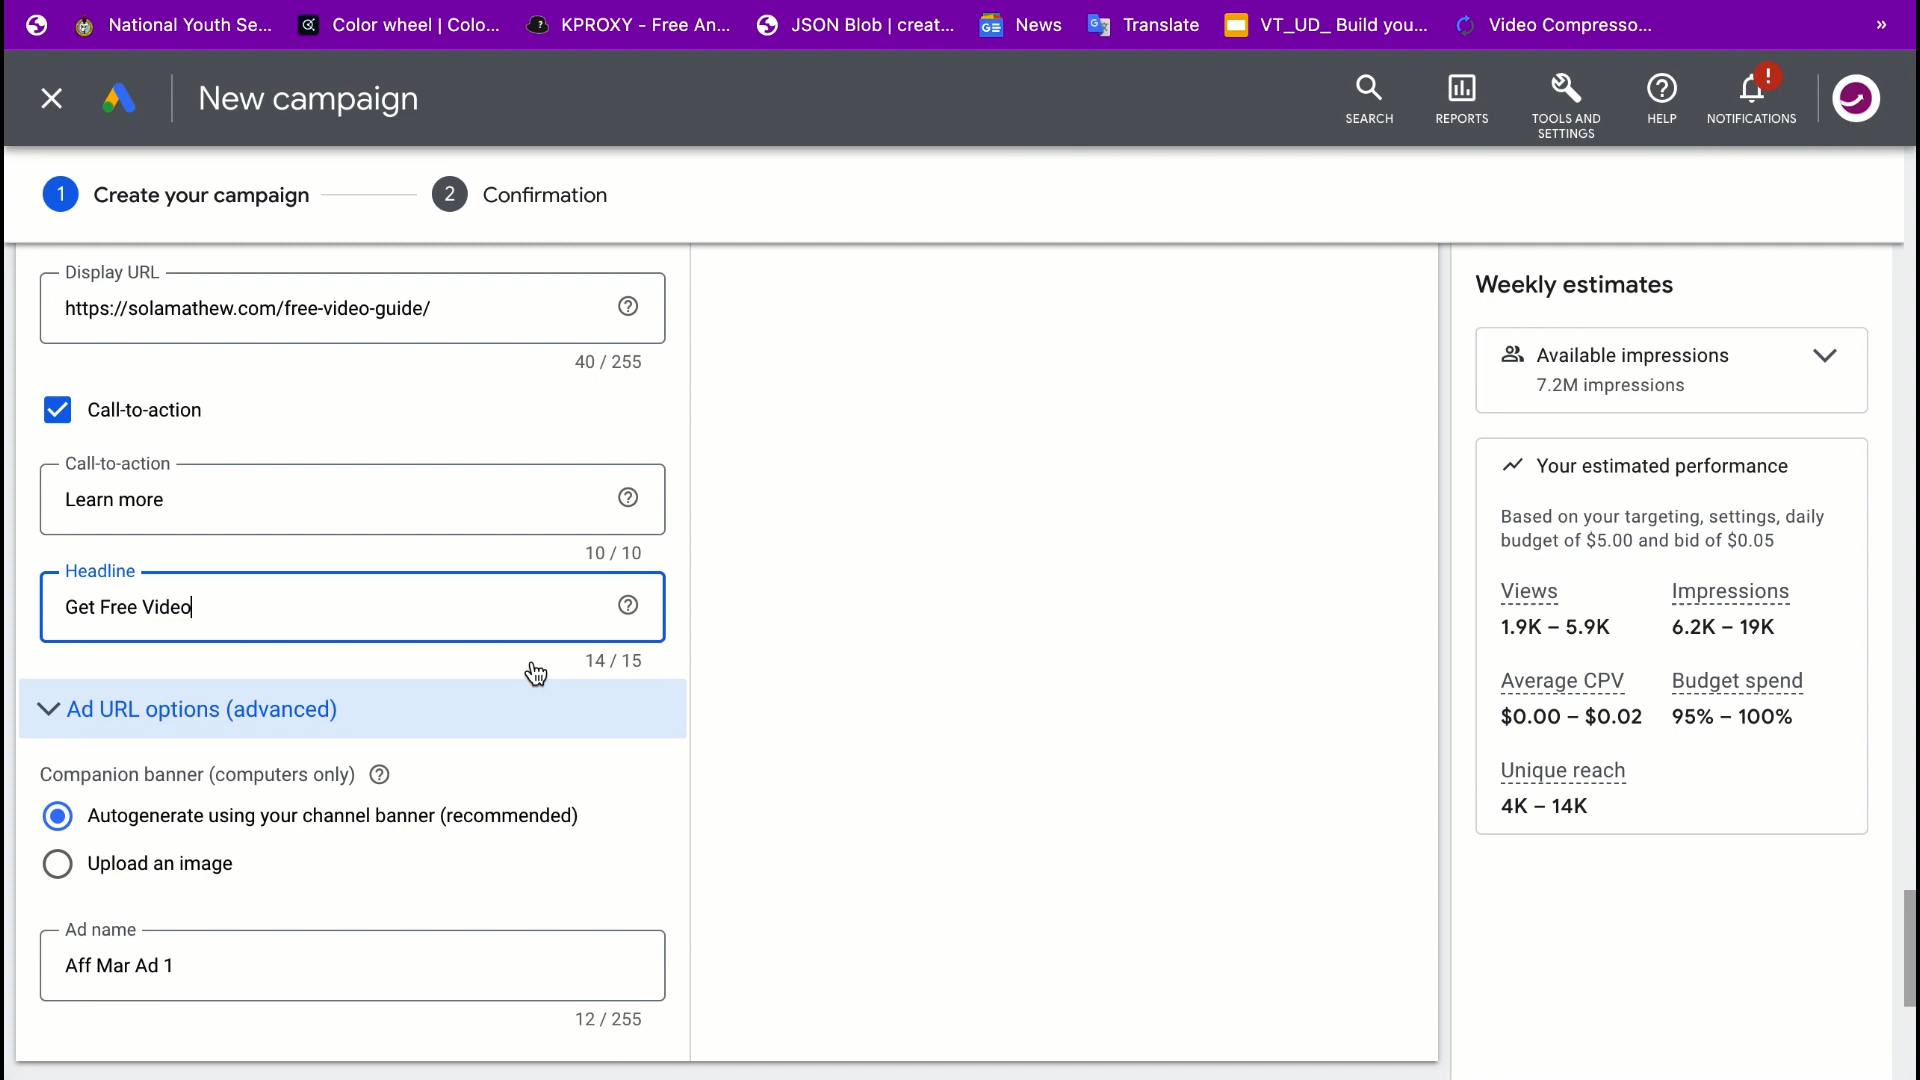 National Youth Se...
Color wheel | Colo...
KPROXY - Free An...
JSON Blob | creat...
News
Translate
VT_UD_ Build you...
Video Compresso...
»
New campaign
SEARCH
REPORTS
TOOLS AND
SETTINGS
HELP
!
NOTIFICATIONS
1 Create your campaign
2 Confirmation
Display URL
https://solamathew.com/free-video-guide/
40 / 255
Call-to-action
Call-to-action
Learn more
10 / 10
Headline
Get Free Video
14 / 15
Ad URL options (advanced)
Companion banner (computers only)
Autogenerate using your channel banner (recommended)
Upload an image
Ad name
Aff Mar Ad 1
12 / 255
Weekly estimates
Available impressions
7.2M impressions
Your estimated performance
Based on your targeting, settings, daily
budget of $5.00 and bid of $0.05
Views Impressions
1.9K – 5.9K 6.2K – 19K
Average CPV Budget spend
$0.00 – $0.02 95% – 100%
Unique reach
4K – 14K